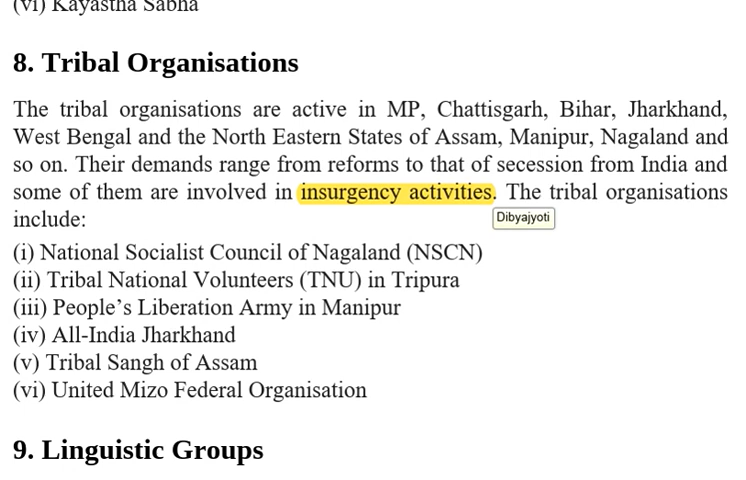 (vi) Kayastha Sabha
8. Tribal Organisations
The tribal organisations are active in MP, Chattisgarh, Bihar, Jharkhand,
West Bengal and the North Eastern States of Assam, Manipur, Nagaland and
so on. Their demands range from reforms to that of secession from India and
some of them are involved in insurgency activities. The tribal organisations
Dibyajyoti
include:
(i) National Socialist Council of Nagaland (NSCN)
(ii) Tribal National Volunteers (TNU) in Tripura
(iii) People’s Liberation Army in Manipur
(iv) All-India Jharkhand
(v) Tribal Sangh of Assam
(vi) United Mizo Federal Organisation
9. Linguistic Groups